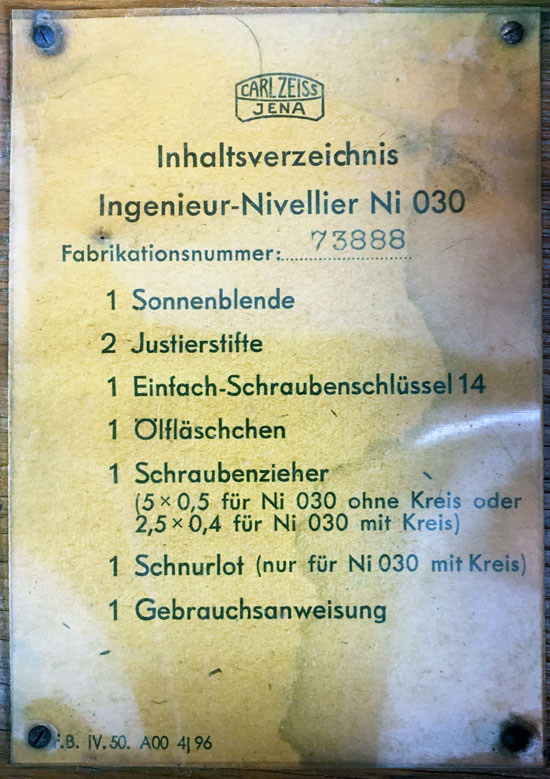 CARL ZEISS
JENA
Inhaltsverzeichnis
Ingenieur-Nivellier Ni 030
Fabrikationsnummer: 73888
1 Sonnenblende
2 Justierstifte
1 Einfach-Schraubenschlüssel 14
1 Ölfläschchen
1 Schraubenzieher
(5 × 0,5 für Ni 030 ohne Kreis oder
2,5 × 0,4 für Ni 030 mit Kreis)
1 Schnurlot (nur für Ni 030 mit Kreis)
1 Gebrauchsanweisung
.B. IV. 50. A00 4j 96